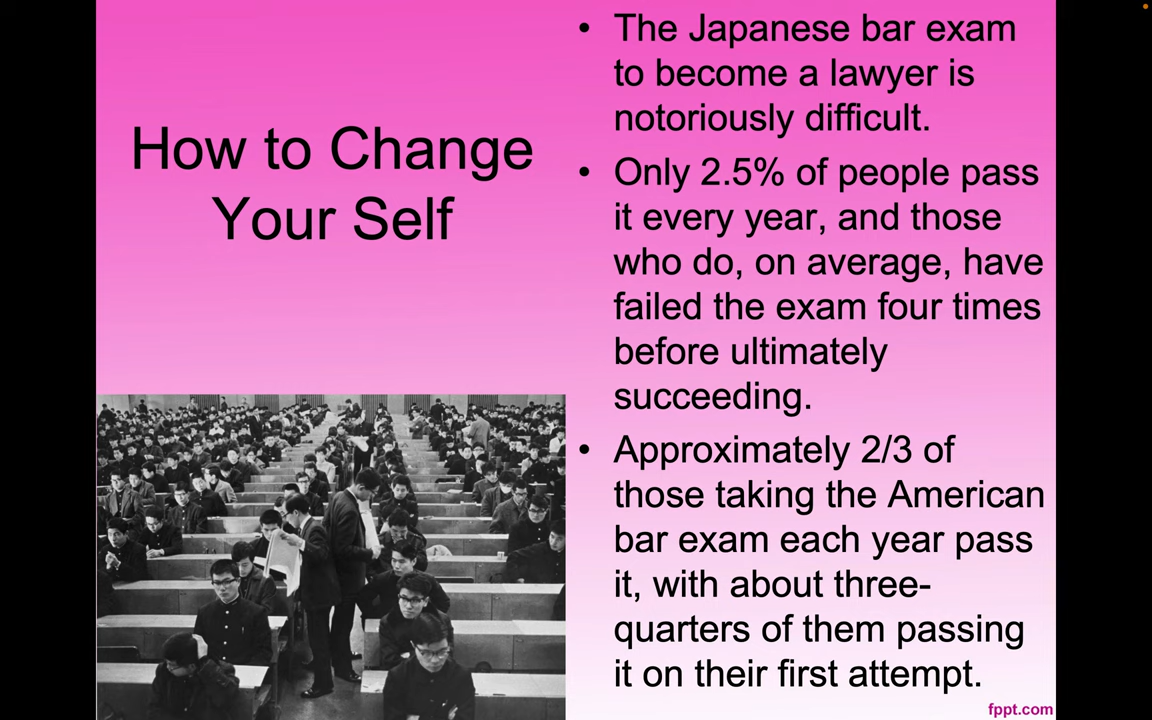 How to Change
Your Self
• The Japanese bar exam
to become a lawyer is
notoriously difficult.
• Only 2.5% of people pass
it every year, and those
who do, on average, have
failed the exam four times
before ultimately
succeeding.
• Approximately 2/3 of
those taking the American
bar exam each year pass
it, with about three-
quarters of them passing
it on their first attempt.
fppt.com